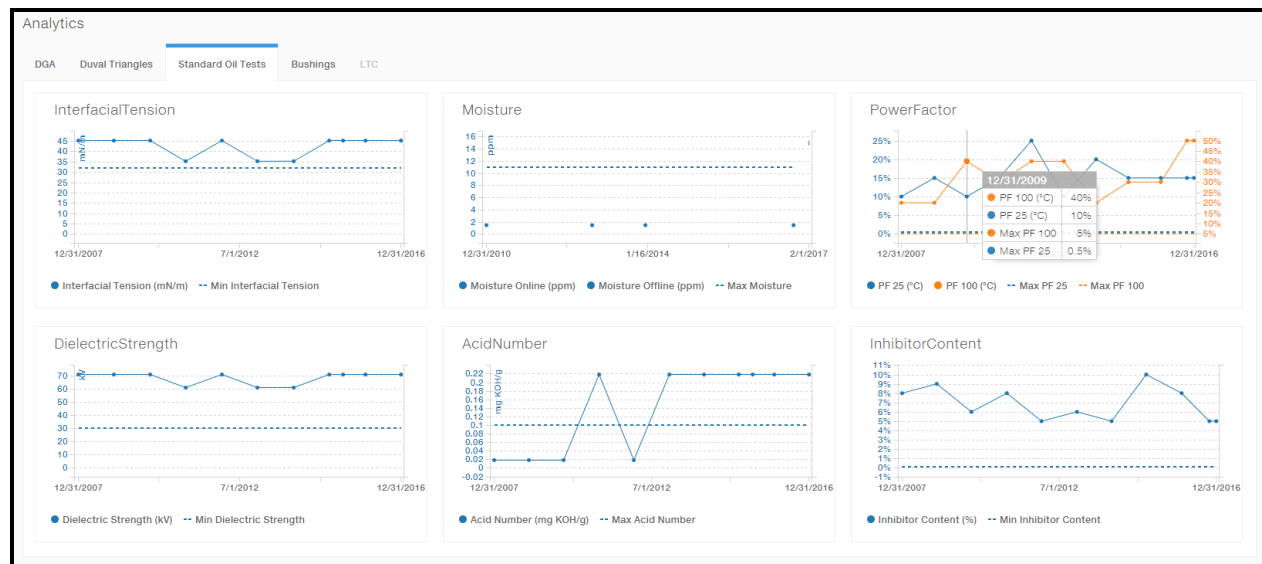 Analytics
DGA Duval Triangles Standard Oil Tests Bushings LTC
InterfacialTension
mN/m
45
40
35
30
25
20
15
10
5
0
12/31/2007 7/1/2012 12/31/2016
Interfacial Tension (mN/m) Min Interfacial Tension
Moisture
ppm
16
14
12
10
8
6
4
2
0
12/31/2010 1/16/2014 2/1/2017
Moisture Online (ppm) Moisture Offline (ppm) Max Moisture
PowerFactor
25%
20%
15%
10%
5%
0%
50%
45%
40%
35%
30%
25%
20%
15%
10%
5%
12/31/2009
PF 100 (°C) 40%
PF 25 (°C) 10%
Max PF 100 5%
Max PF 25 0.5%
12/31/2007 12/31/2016
PF 25 (°C) PF 100 (°C) Max PF 25 Max PF 100
DielectricStrength
kV
70
60
50
40
30
20
10
0
12/31/2007 7/1/2012 12/31/2016
Dielectric Strength (kV) Min Dielectric Strength
AcidNumber
mg KOH/g
0.22
0.2
0.18
0.16
0.14
0.12
0.1
0.08
0.06
0.04
0.02
0
-0.02
12/31/2007 7/1/2012 12/31/2016
Acid Number (mg KOH/g) Max Acid Number
InhibitorContent
11%
10%
9%
8%
7%
6%
5%
4%
3%
2%
1%
0%
-1%
12/31/2007 7/1/2012 12/31/2016
Inhibitor Content (%) Min Inhibitor Content